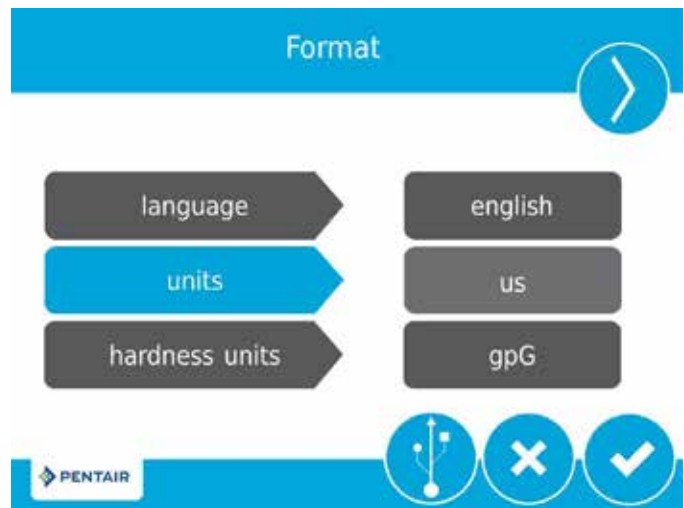 Format
language english
units us
hardness units gpG
PENTAIR